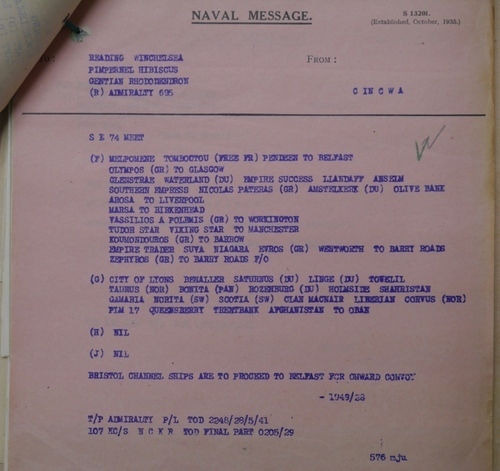 NAVAL MESSAGE.
S 1320i.
(Established, October, 1935.)
READING WINCHELSEA
FROM :
PIMPERNEL HIBISCUS
GENTIAN RHODODENDRON
(R) ADMIRALTY 695
C IN C W A
S E 74 MEET
(F) MELPOMENE TOMBOCTOU (FREE FR) PENDEEN TO BELFAST
OLYMPOS (GR) TO GLASGOW
GLENSTRAE WATERLAND (DU) EMPIRE SUCCESS LLANDAFF ANSELM
SOUTHERN EMPRESS NICOLAS PATERAS (GR) AMSTELKERK (DU) OLIVE BANK
AROSA TO LIVERPOOL
MARSA TO BIRKENHEAD
VASSILIOS A POLEMIS (GR) TO WORKINGTON
TUDOR STAR VIKING STAR TO MANCHESTER
KOUMONDOUROS (GR) TO BARROW
EMPIRE TRADER SUVA NIAGARA EVROS (GR) WENTWORTH TO BARRY ROADS
ZEPHYROS (GR) TO BARRY ROADS F/O
(G) CITY OF LYONS BENALLER SATURNUS (DU) LINGE (DU) TOWELIL
TAURUS (NOR) BONITA (PAN) ROZENBURG (DU) HOLMSIDE SHAHRISTAN
GAMARIA NORITA (SW) SCOTIA (SW) CLAN MACNAIR LIBERIAN CORVUS (NOR)
PLM 17 QUEENSBERRY TRENTBANK AFGHANISTAN TO OBAN
(H) NIL
(J) NIL
BRISTOL CHANNEL SHIPS ARE TO PROCEED TO BELFAST FOR ONWARD CONVOY
- 1949/28
T/P ADMIRALTY P/L TOD 2248/28/5/41
107 KC/S N C K R TOD FINAL PART 0205/29
576 mju.